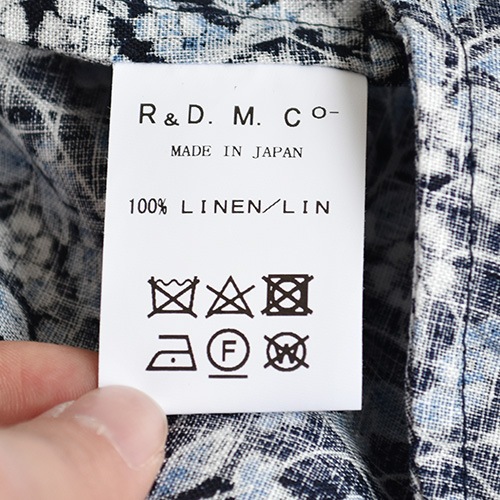 R&D. M. Co-
MADE IN JAPAN
100% LINEN/LIN
F
W